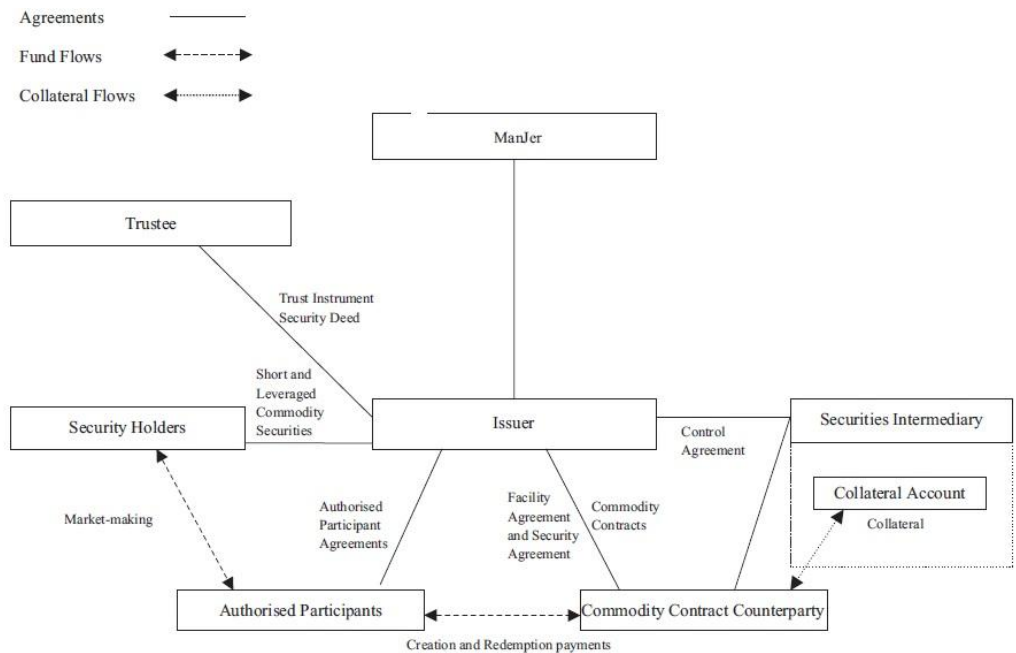 Agreements
Fund Flows
Collateral Flows
ManJer
Trustee
Trust Instrument
Security Deed
Short and
Leveraged
Commodity
Securities
Security Holders
Issuer
Securities Intermediary
Control
Agreement
Collateral Account
Collateral
Market-making
Authorised
Participant
Agreements
Facility
Agreement
and Security
Agreement
Commodity
Contracts
Authorised Participants
Commodity Contract Counterparty
Creation and Redemption payments